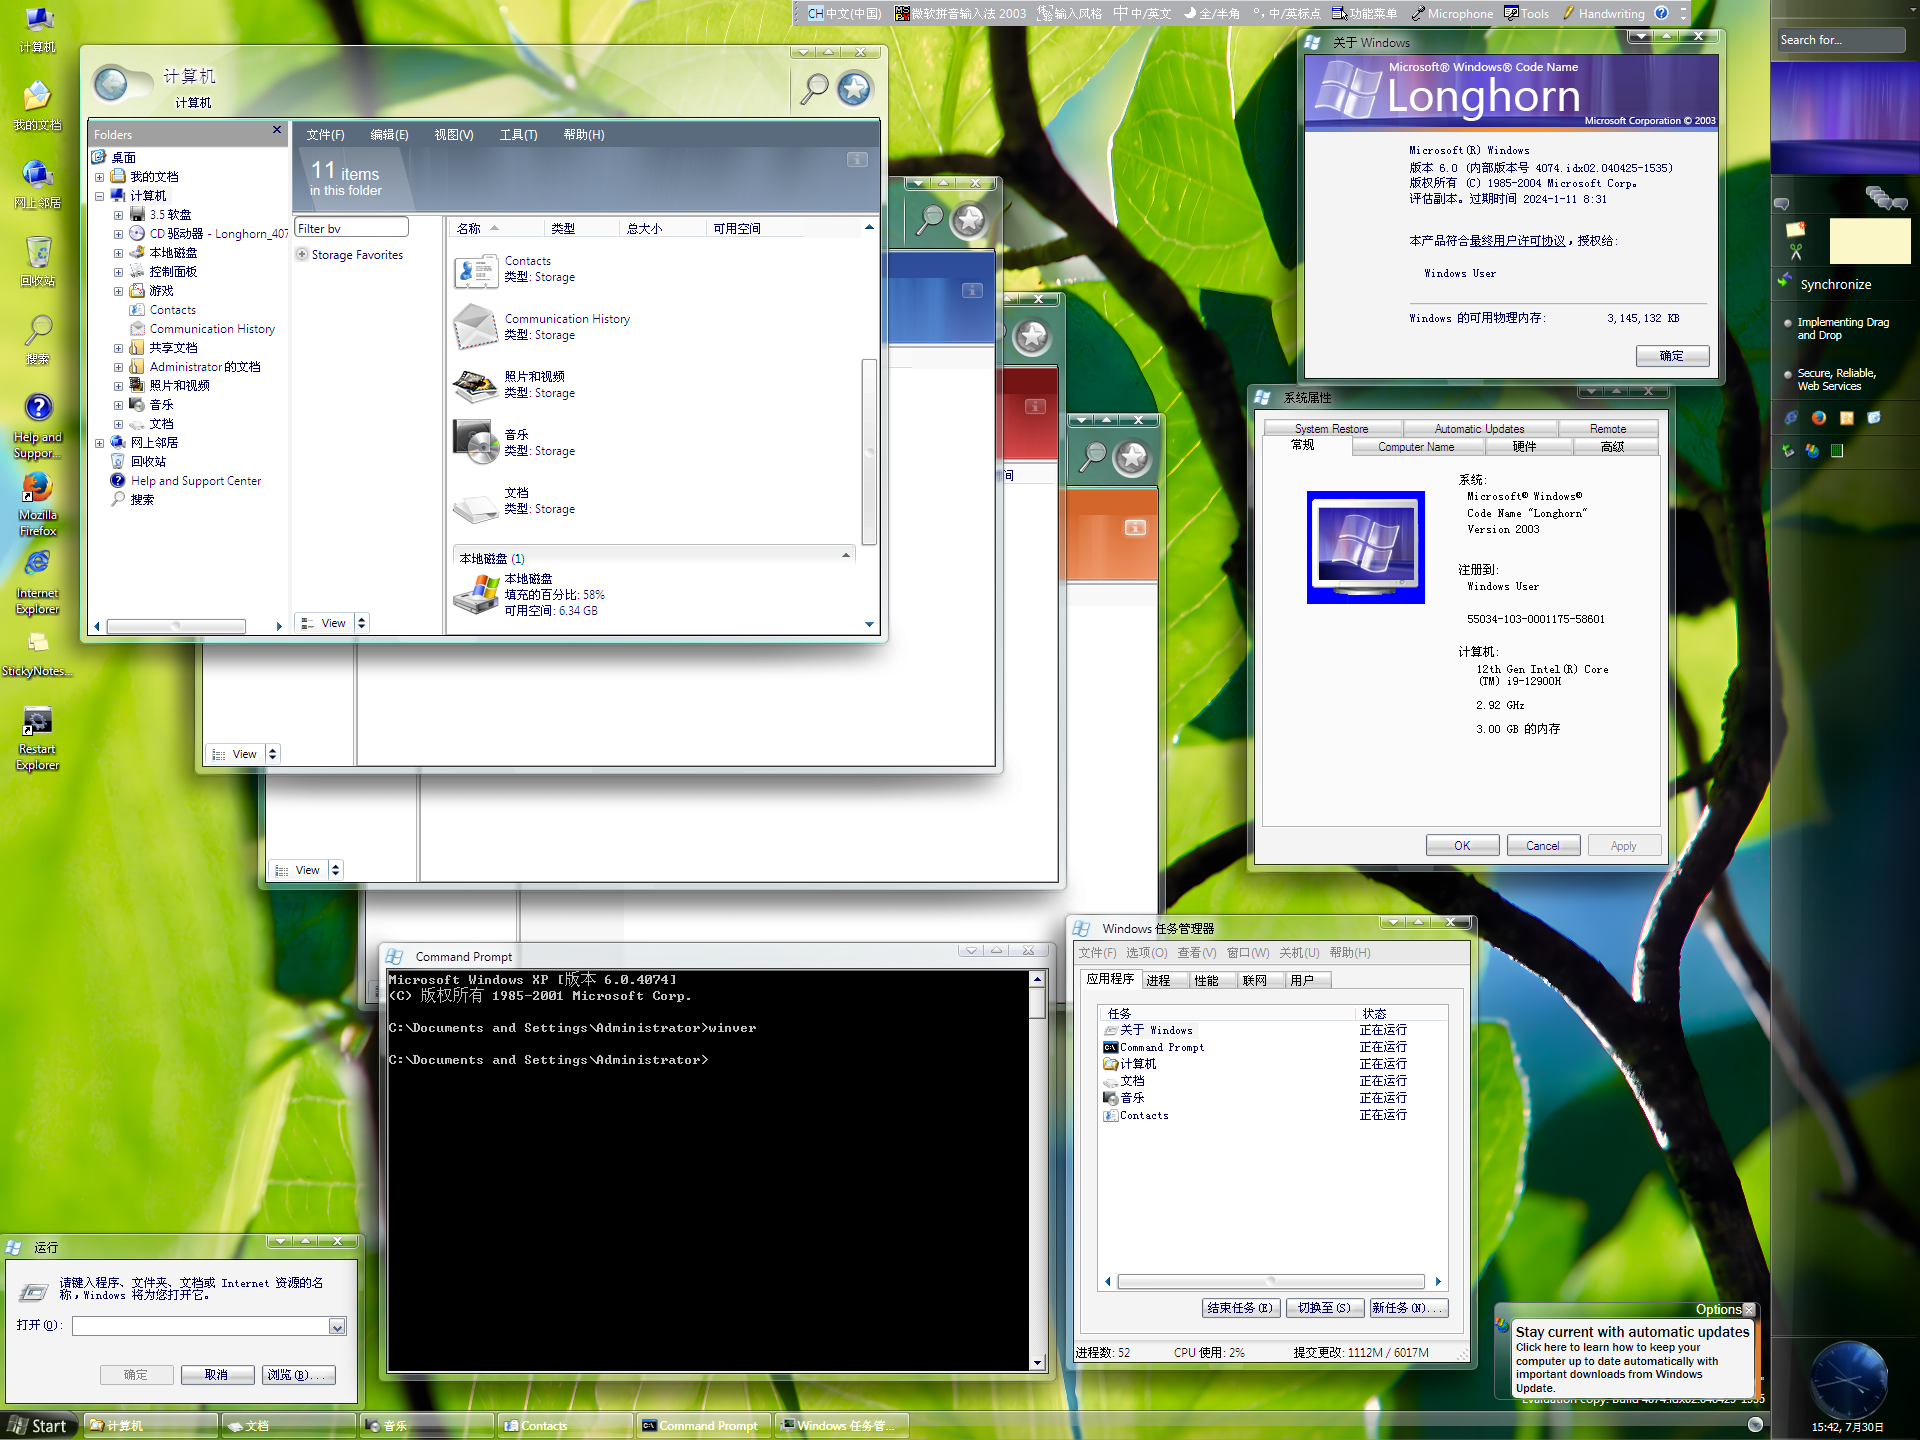 计算机
我的文档
网上邻居
回收站
搜索
Help and
Suppor...
Mozilla
Firefox
Internet
Explorer
StickyNotes...
Restart
Explorer
CH 中文(中国)
微软拼音输入法 2003
输入风格
中 中/英文
全/半角
中/英标点
功能菜单
Microphone
Tools
Handwriting
计算机
计算机
Folders
桌面
我的文档
计算机
3.5 软盘
CD 驱动器 - Longhorn_407
本地磁盘
控制面板
游戏
Contacts
Communication History
共享文档
Administrator 的文档
照片和视频
音乐
文档
网上邻居
回收站
Help and Support Center
搜索
文件(F)
编辑(E)
视图(V)
工具(T)
帮助(H)
11 items
in this folder
Filter by
Storage Favorites
View
名称
类型
总大小
可用空间
Contacts
类型: Storage
Communication History
类型: Storage
照片和视频
类型: Storage
音乐
类型: Storage
文档
类型: Storage
本地磁盘 (1)
本地磁盘
填充的百分比: 58%
可用空间: 6.34 GB
View
View
间
关于 Windows
Microsoft® Windows® Code Name
Longhorn
Microsoft Corporation © 2003
Microsoft(R) Windows
版本 6.0 (内部版本号 4074.idx02.040425-1535)
版权所有 (C) 1985-2004 Microsoft Corp。
评估副本。过期时间 2024-1-11 8:31
本产品符合最终用户许可协议，授权给:
Windows User
Windows 的可用物理内存: 3,145,132 KB
确定
系统属性
System Restore
Automatic Updates
Remote
常规
Computer Name
硬件
高级
系统:
Microsoft® Windows®
Code Name "Longhorn"
Version 2003
注册到:
Windows User
55034-103-0001175-58601
计算机:
12th Gen Intel(R) Core
(TM) i9-12900H
2.92 GHz
3.00 GB 的内存
OK
Cancel
Apply
Command Prompt
Microsoft Windows XP [版本 6.0.4074]
(C) 版权所有 1985-2001 Microsoft Corp.
C:\Documents and Settings\Administrator>winver
C:\Documents and Settings\Administrator>
Windows 任务管理器
文件(F)
选项(O)
查看(V)
窗口(W)
关机(U)
帮助(H)
应用程序
进程
性能
联网
用户
任务
状态
关于 Windows 正在运行
Command Prompt 正在运行
计算机 正在运行
文档 正在运行
音乐 正在运行
Contacts 正在运行
结束任务(E)
切换至(S)
新任务(N)...
进程数: 52
CPU 使用: 2%
提交更改: 1112M / 6017M
运行
请键入程序、文件夹、文档或 Internet 资源的名
称，Windows 将为您打开它。
打开(O):
确定
取消
浏览(B)...
Search for...
Synchronize
Implementing Drag
and Drop
Secure, Reliable,
Web Services
Options
Stay current with automatic updates
Click here to learn how to keep your
computer up to date automatically with
important downloads from Windows
Update.
Evaluation copy. Build 4074.idx02.040425-1535
Start
计算机
文档
音乐
Contacts
Command Prompt
Windows 任务管...
15:42, 7月30日